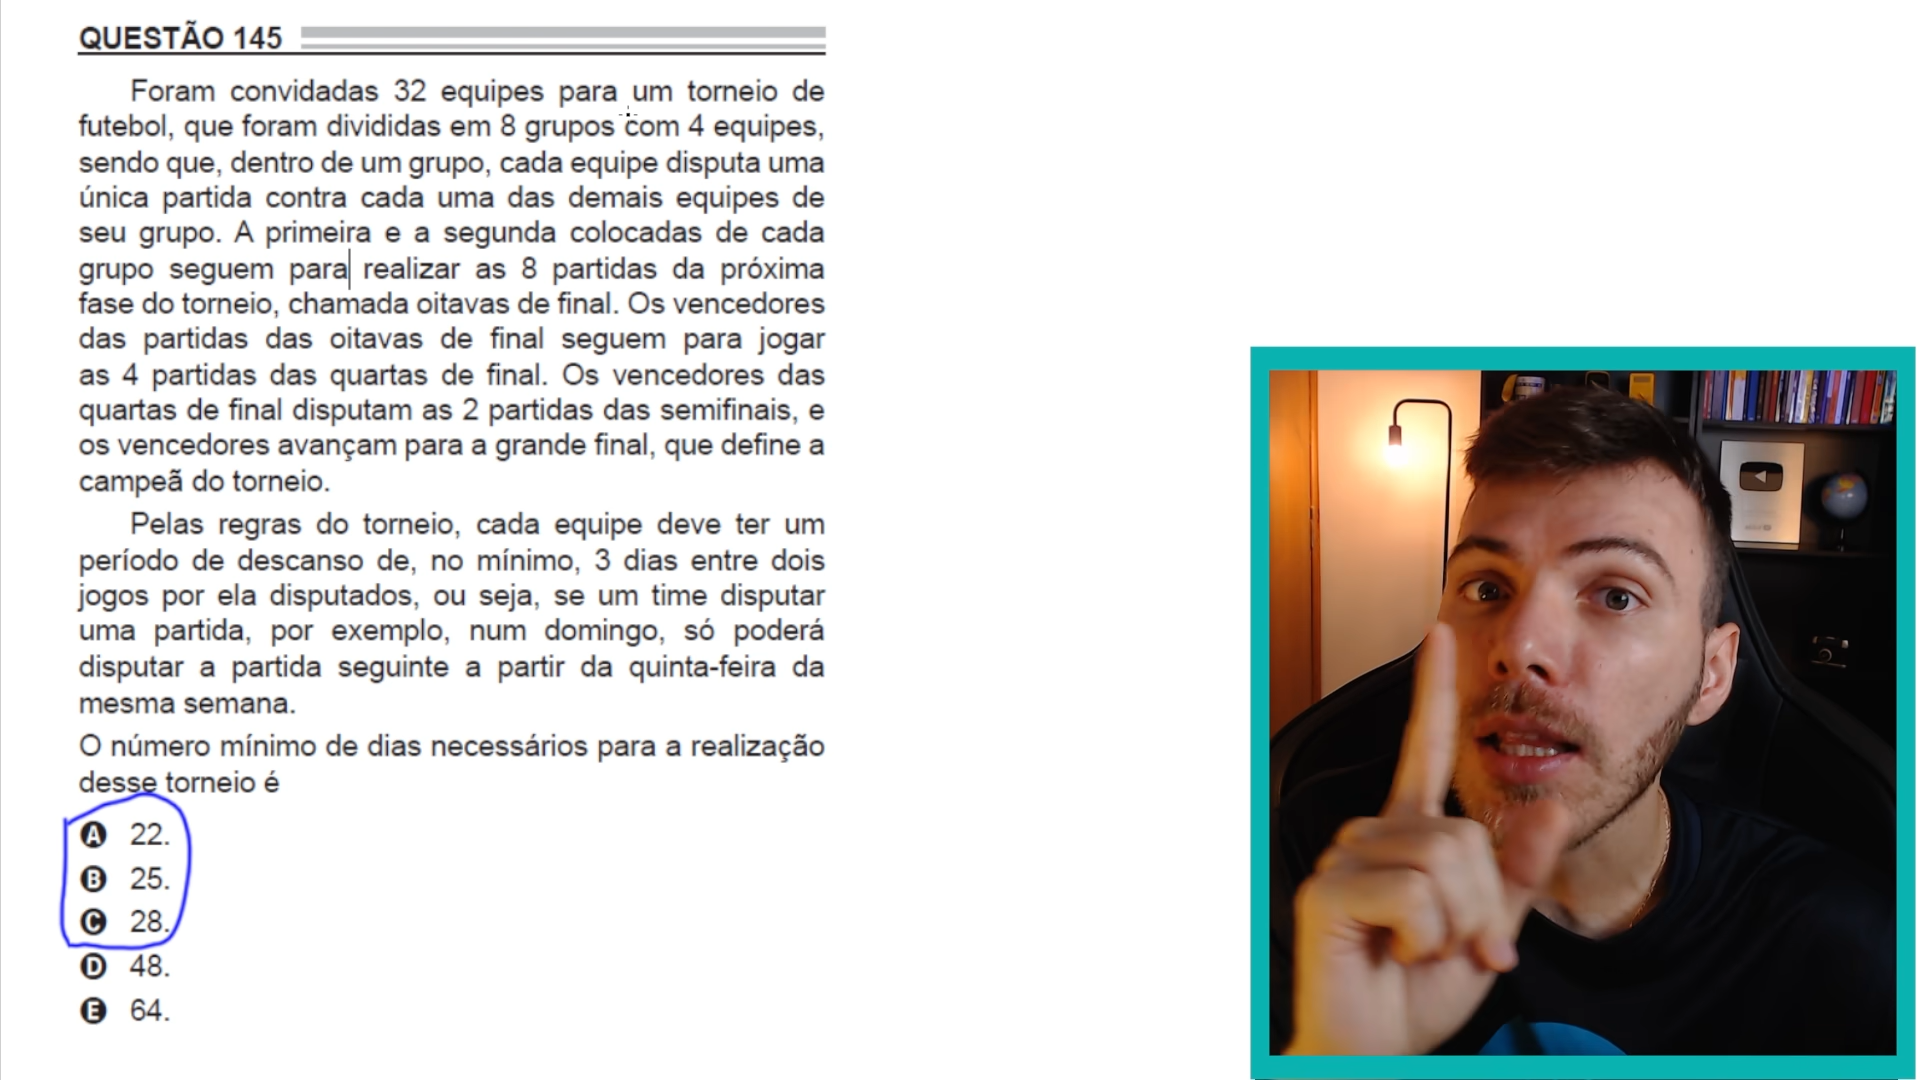 QUESTÃO 145
Foram convidadas 32 equipes para um torneio de
futebol, que foram divididas em 8 grupos com 4 equipes,
sendo que, dentro de um grupo, cada equipe disputa uma
única partida contra cada uma das demais equipes de
seu grupo. A primeira e a segunda colocadas de cada
grupo seguem para realizar as 8 partidas da próxima
fase do torneio, chamada oitavas de final. Os vencedores
das partidas das oitavas de final seguem para jogar
as 4 partidas das quartas de final. Os vencedores das
quartas de final disputam as 2 partidas das semifinais, e
os vencedores avançam para a grande final, que define a
campeã do torneio.
Pelas regras do torneio, cada equipe deve ter um
período de descanso de, no mínimo, 3 dias entre dois
jogos por ela disputados, ou seja, se um time disputar
uma partida, por exemplo, num domingo, só poderá
disputar a partida seguinte a partir da quinta-feira da
mesma semana.
O número mínimo de dias necessários para a realização
desse torneio é
A 22.
B 25.
C 28.
D 48.
E 64.